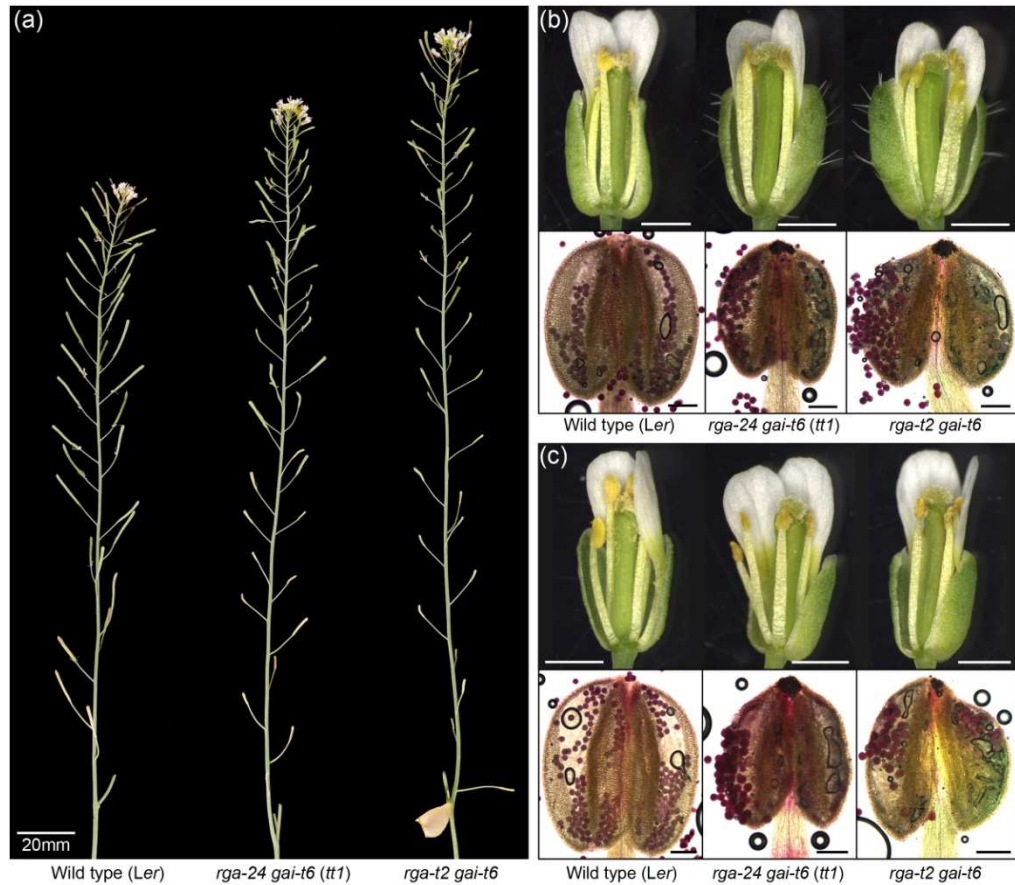 (a)
20mm
Wild type (Ler)
rga-24 gai-t6 (tt1)
rga-t2 gai-t6
(b)
Wild type (Ler)
rga-24 gai-t6 (tt1)
rga-t2 gai-t6
(c)
Wild type (Ler)
rga-24 gai-t6 (tt1)
rga-t2 gai-t6